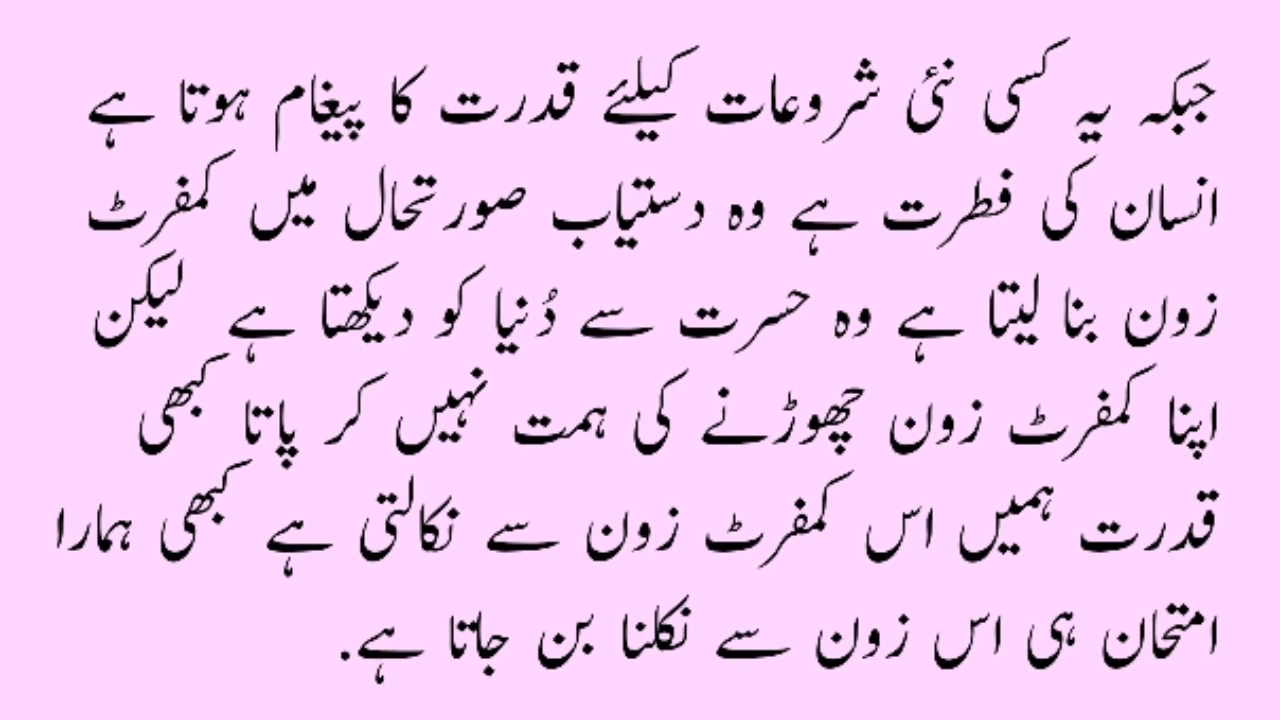 جبکہ یہ کسی نئی شروعات کیلئے قدرت کا پیغام ہوتا ہے
انسان کی فطرت ہے وہ دستیاب صورتحال میں کمفرٹ
زون بنا لیتا ہے وہ حسرت سے دُنیا کو دیکھتا ہے لیکن
اپنا کمفرٹ زون چھوڑنے کی ہمت نہیں کر پاتا کبھی
قدرت ہمیں اس کمفرٹ زون سے نکالتی ہے کبھی ہمارا
امتحان ہی اس زون سے نکلنا بن جاتا ہے.